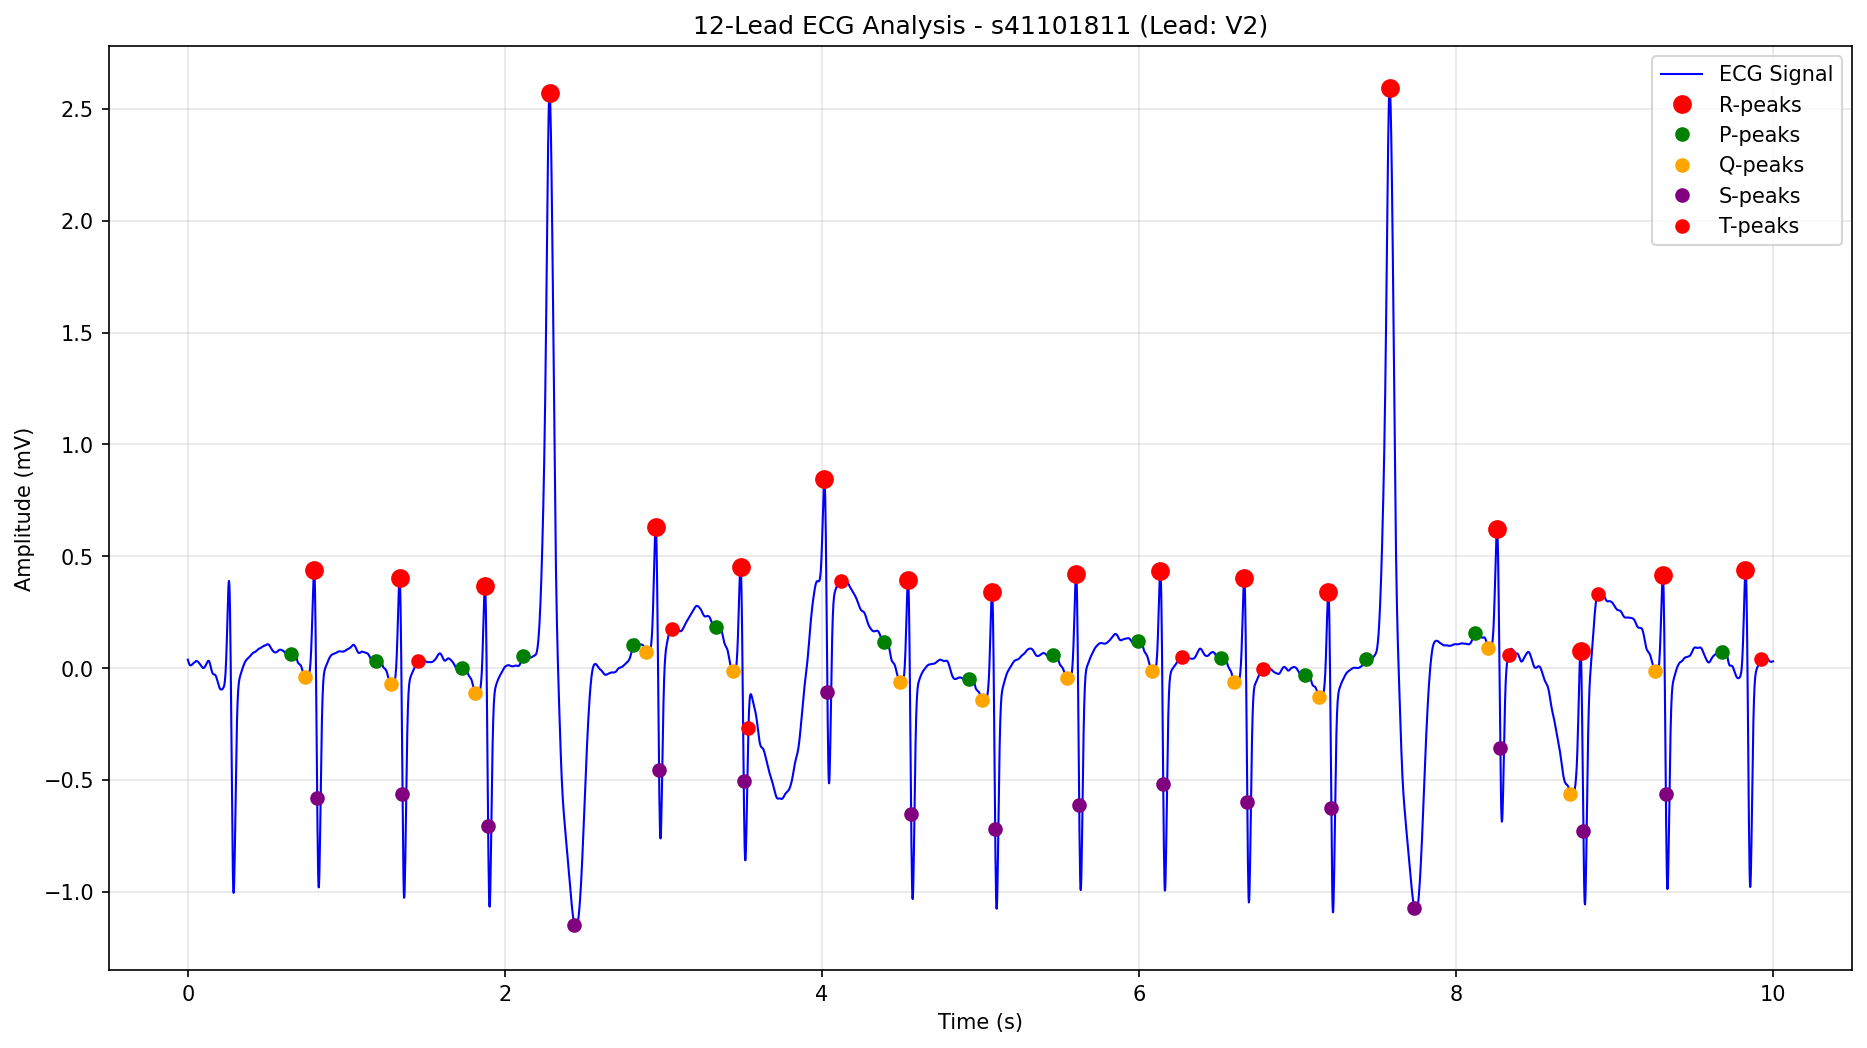 12-Lead ECG Analysis - s41101811 (Lead: V2)
ECG Signal
R-peaks
P-peaks
Q-peaks
S-peaks
T-peaks
Amplitude (mV)
2.5
2.0
1.5
1.0
0.5
0.0
−0.5
−1.0
0 2 4 6 8 10
Time (s)